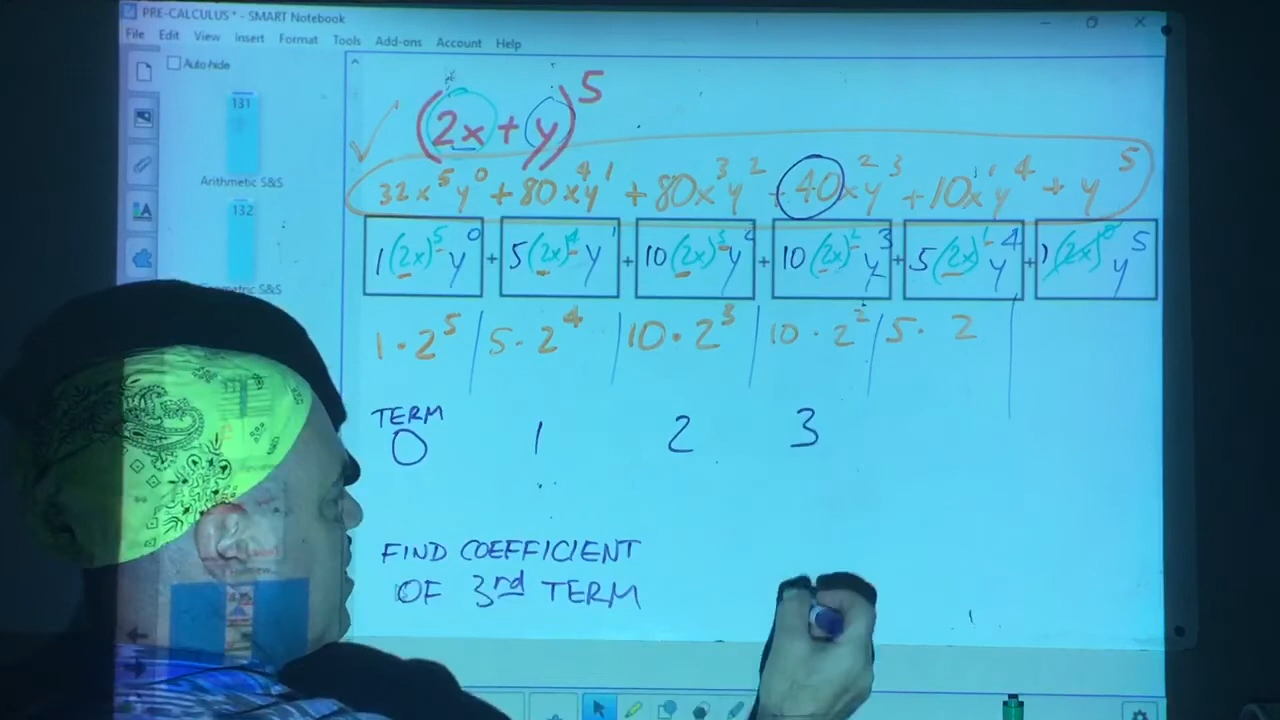 PRE-CALCULUS * - SMART Notebook
File Edit View Insert Format Tools Add-ons Account Help
Auto-hide
131
Arithmetic S&S
132
(2x+y)⁵
32x⁵y⁰ + 80x⁴y¹ + 80x³y² + 40x²y³ + 10x¹y⁴ + y⁵
1(2x)⁵y⁰ + 5(2x)⁴y¹ + 10(2x)³y² + 10(2x)²y³ + 5(2x)¹y⁴ + 1(2x)⁰y⁵
1·2⁵ 5·2⁴ 10·2³ 10·2² 5·2
TERM
0 1 2 3
FIND COEFFICIENT
OF 3rd TERM